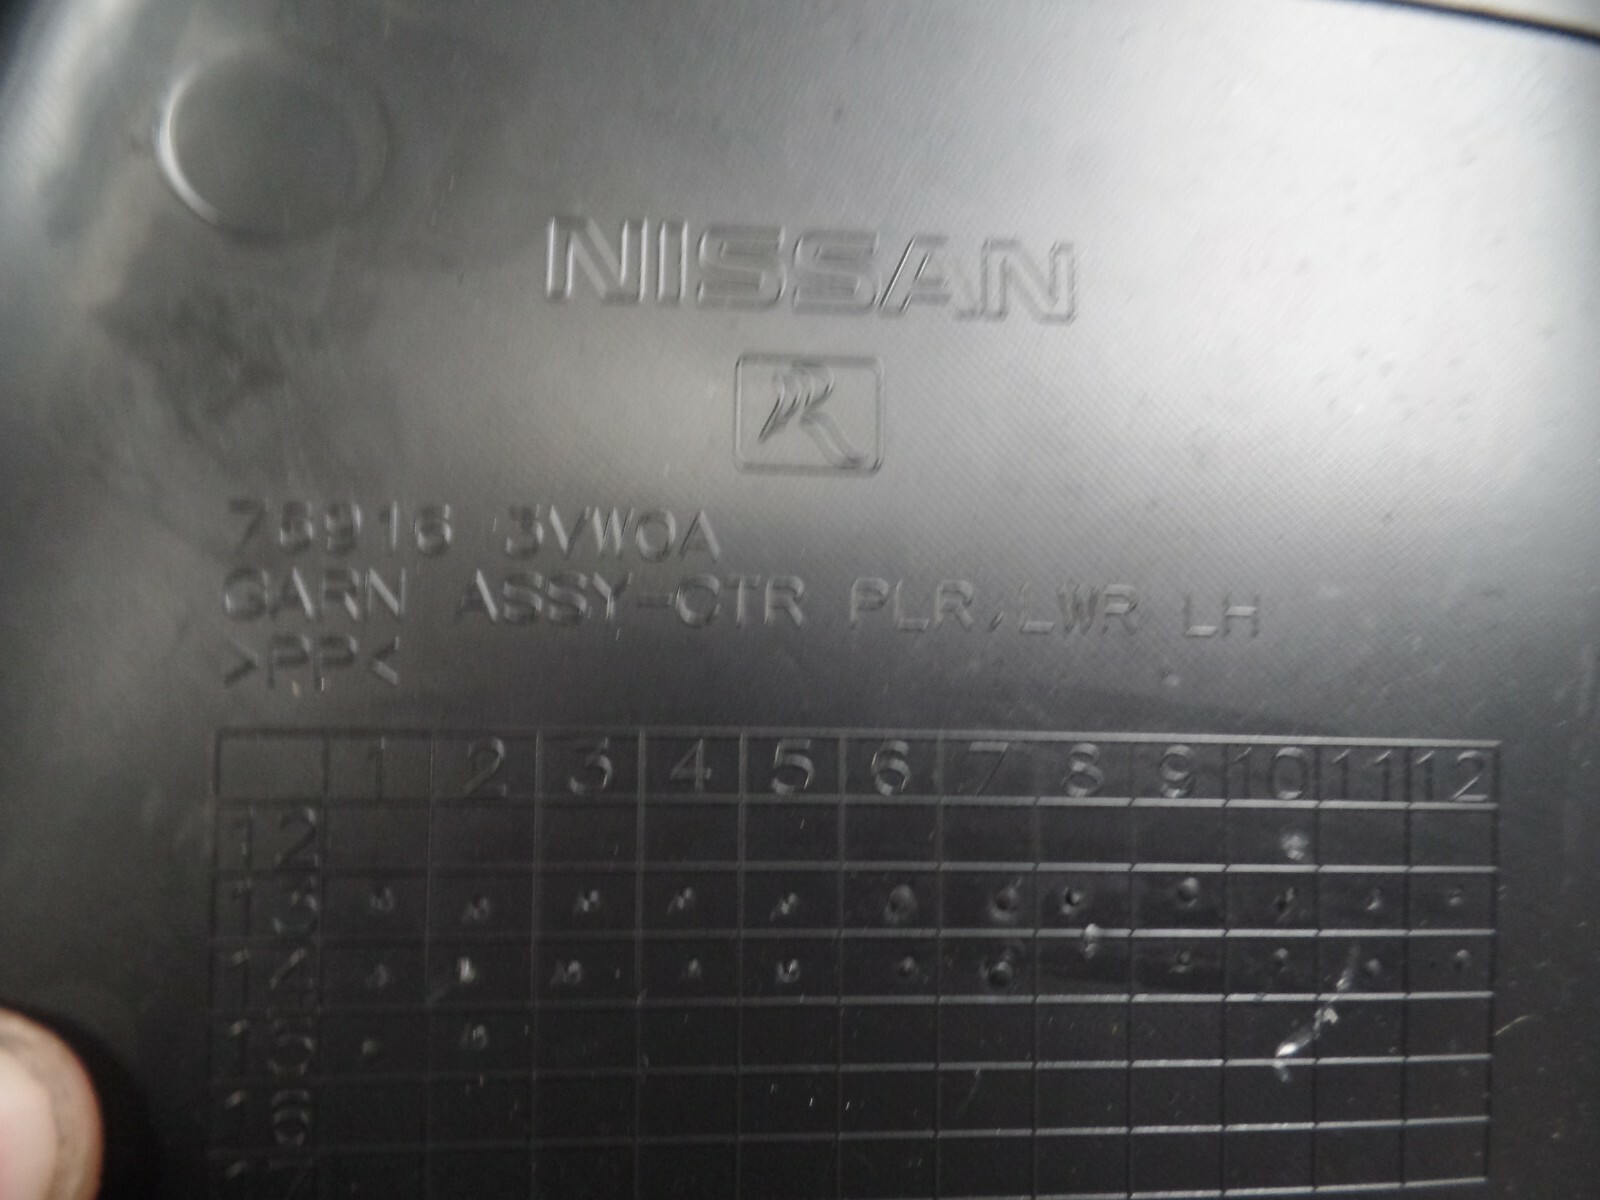 NISSAN
R
76916 3VW0A
GARN ASSY-CTR PLR,LWR LH
>PP<
1 2 3 4 5 6 7 8 9 10 11 12
12
13
14
15
16